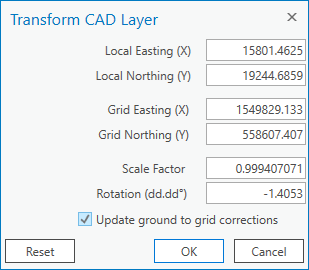 Transform CAD Layer
Local Easting (X) 15801.4625
Local Northing (Y) 19244.6859
Grid Easting (X) 1549829.133
Grid Northing (Y) 558607.407
Scale Factor 0.999407071
Rotation (dd.dd°) -1.4053
Update ground to grid corrections
Reset OK Cancel